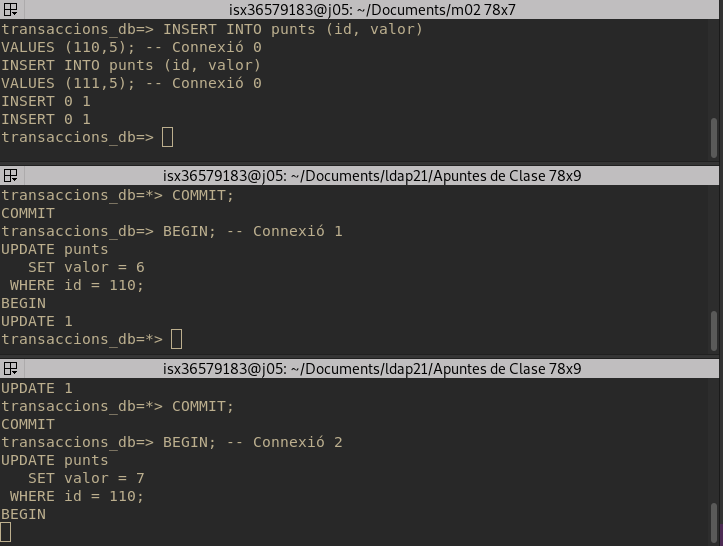 isx36579183@j05: ~/Documents/m02 78x7
transaccions_db=> INSERT INTO punts (id, valor)
VALUES (110,5); -- Connexió 0
INSERT INTO punts (id, valor)
VALUES (111,5); -- Connexió 0
INSERT 0 1
INSERT 0 1
transaccions_db=>
isx36579183@j05: ~/Documents/ldap21/Apuntes de Clase 78x9
transaccions_db=*> COMMIT;
COMMIT
transaccions_db=> BEGIN; -- Connexió 1
UPDATE punts
   SET valor = 6
 WHERE id = 110;
BEGIN
UPDATE 1
transaccions_db=*>
isx36579183@j05: ~/Documents/ldap21/Apuntes de Clase 78x9
UPDATE 1
transaccions_db=*> COMMIT;
COMMIT
transaccions_db=> BEGIN; -- Connexió 2
UPDATE punts
   SET valor = 7
 WHERE id = 110;
BEGIN